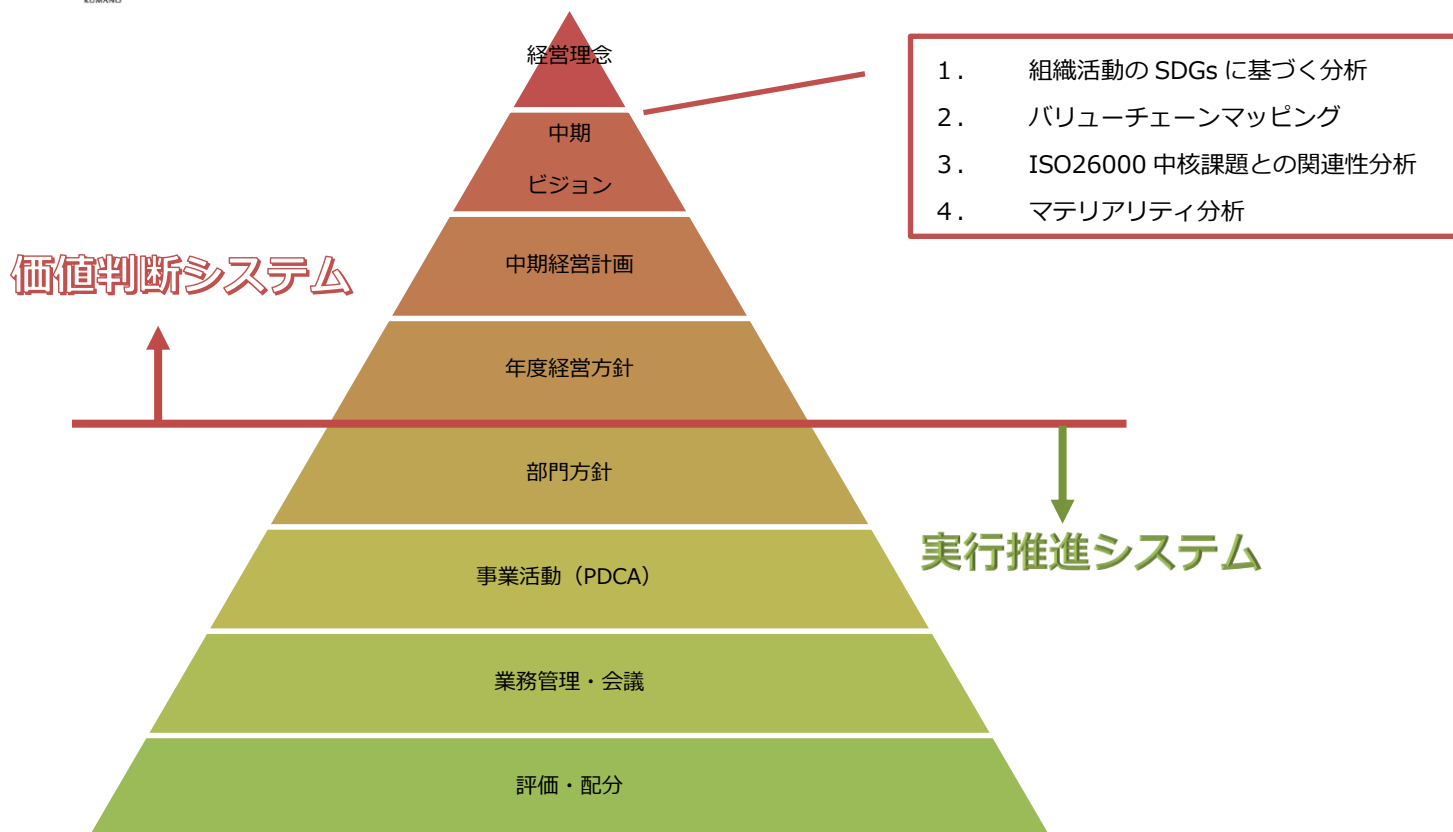 KOMANO
経営理念
中期
ビジョン
中期経営計画
年度経営方針
部門方針
事業活動（PDCA）
業務管理・会議
評価・配分
1. 組織活動の SDGs に基づく分析
2. バリューチェーンマッピング
3. ISO26000 中核課題との関連性分析
4. マテリアリティ分析
価値判断システム
実行推進システム